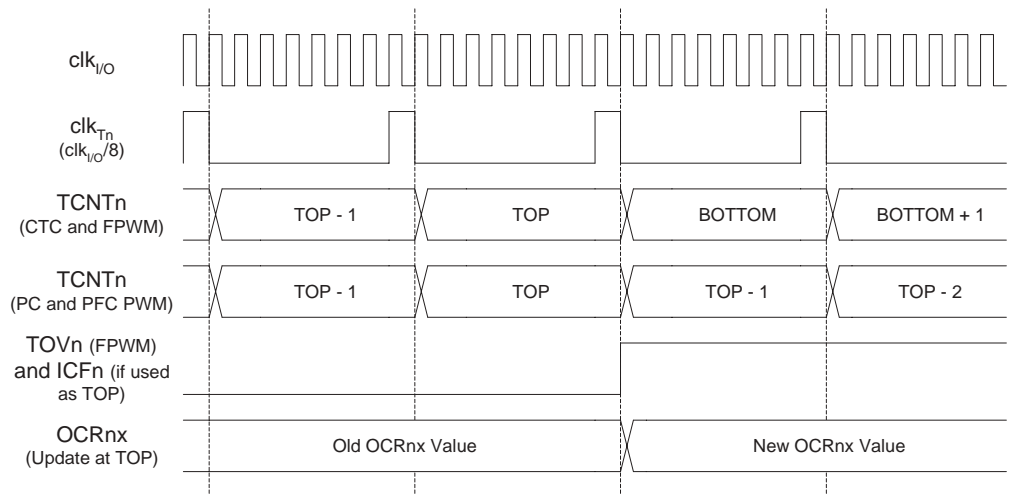 clkI/O
clkTn
(clkI/O/8)
TCNTn
(CTC and FPWM)
TOP - 1
TOP
BOTTOM
BOTTOM + 1
TCNTn
(PC and PFC PWM)
TOP - 1
TOP
TOP - 1
TOP - 2
TOVn (FPWM)
and ICFn (if used
as TOP)
OCRnx
(Update at TOP)
Old OCRnx Value
New OCRnx Value